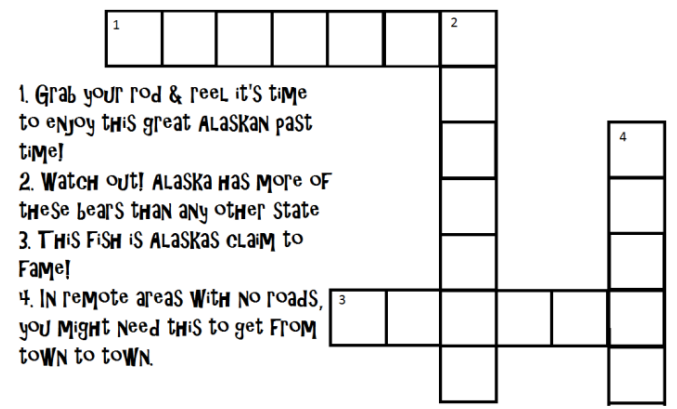 1
2
1. Grab your rod & reel it's time
to enjoy this great Alaskan past
time!
4
2. Watch out! Alaska has more of
these bears than any other state
3. This fish is Alaskas claim to
fame!
4. In remote areas with no roads,
3
you might need this to get from
town to town.